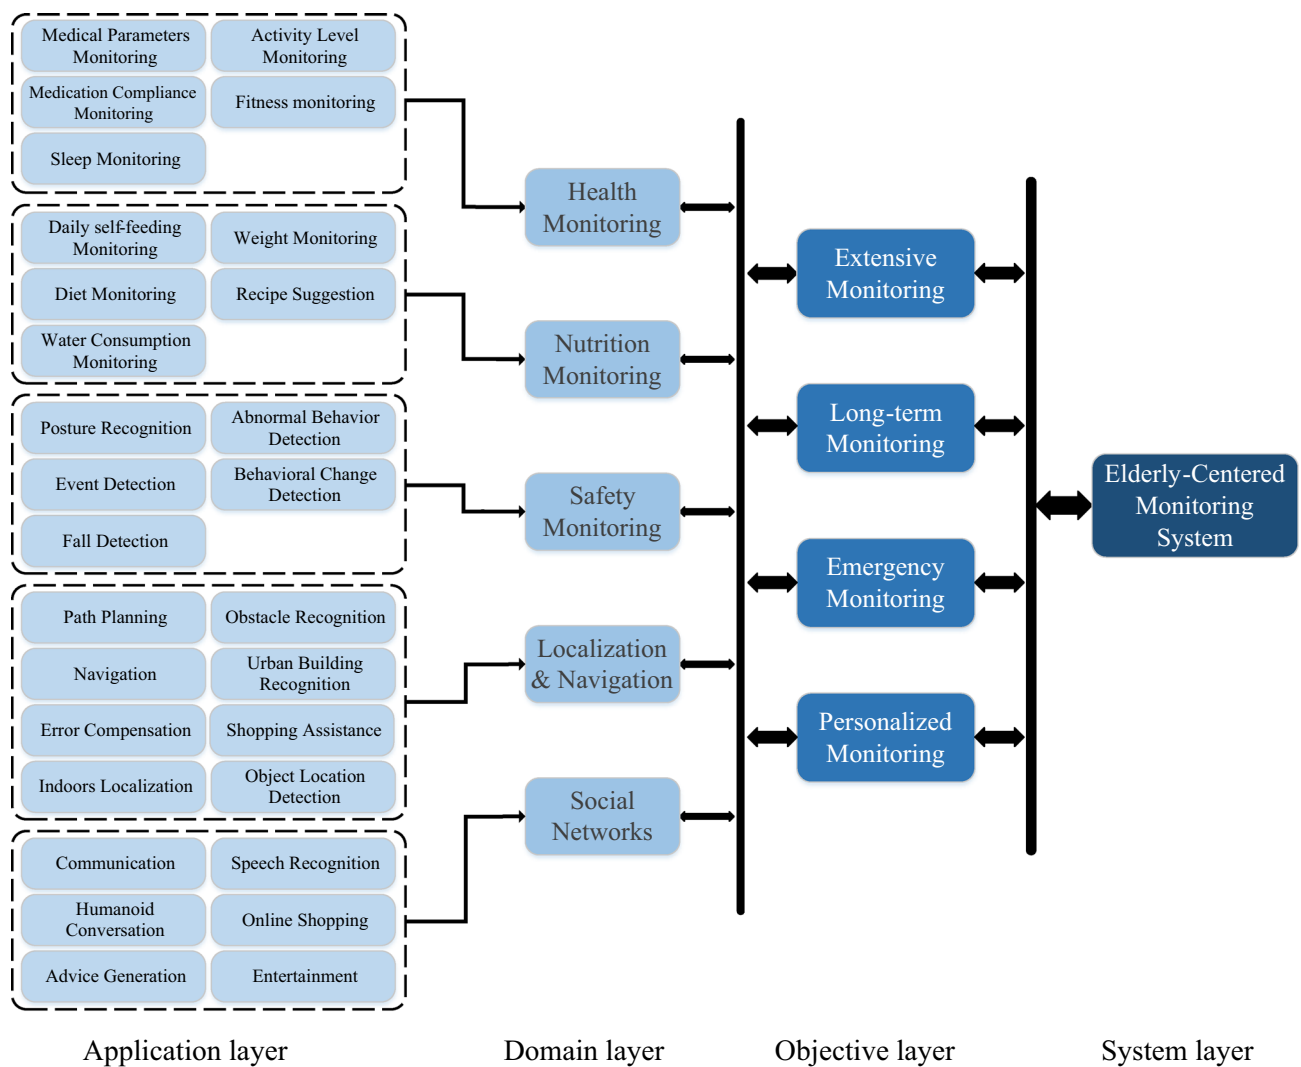 Medical Parameters
Monitoring
Activity Level
Monitoring
Medication Compliance
Monitoring
Fitness monitoring
Sleep Monitoring
Daily self-feeding
Monitoring
Weight Monitoring
Diet Monitoring
Recipe Suggestion
Water Consumption
Monitoring
Posture Recognition
Abnormal Behavior
Detection
Event Detection
Behavioral Change
Detection
Fall Detection
Path Planning
Obstacle Recognition
Navigation
Urban Building
Recognition
Error Compensation
Shopping Assistance
Indoors Localization
Object Location
Detection
Communication
Speech Recognition
Humanoid
Conversation
Online Shopping
Advice Generation
Entertainment
Health
Monitoring
Nutrition
Monitoring
Safety
Monitoring
Localization
& Navigation
Social
Networks
Extensive
Monitoring
Long-term
Monitoring
Emergency
Monitoring
Personalized
Monitoring
Elderly-Centered
Monitoring
System
Application layer
Domain layer
Objective layer
System layer